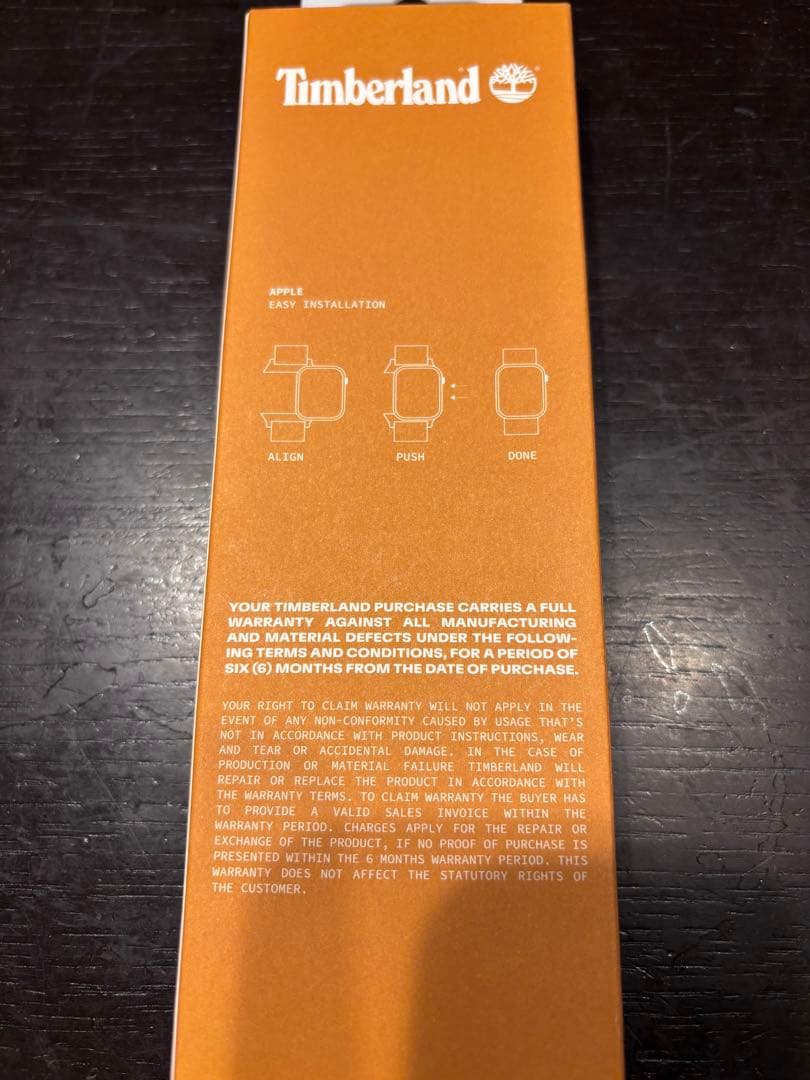 Timberland
APPLE
EASY INSTALLATION
ALIGN PUSH DONE
YOUR TIMBERLAND PURCHASE CARRIES A FULL
WARRANTY AGAINST ALL MANUFACTURING
AND MATERIAL DEFECTS UNDER THE FOLLOW-
ING TERMS AND CONDITIONS, FOR A PERIOD OF
SIX (6) MONTHS FROM THE DATE OF PURCHASE.
YOUR RIGHT TO CLAIM WARRANTY WILL NOT APPLY IN THE
EVENT OF ANY NON-CONFORMITY CAUSED BY USAGE THAT'S
NOT IN ACCORDANCE WITH PRODUCT INSTRUCTIONS, WEAR
AND TEAR OR ACCIDENTAL DAMAGE. IN THE CASE OF
PRODUCTION OR MATERIAL FAILURE TIMBERLAND WILL
REPAIR OR REPLACE THE PRODUCT IN ACCORDANCE WITH
THE WARRANTY TERMS. TO CLAIM WARRANTY THE BUYER HAS
TO PROVIDE A VALID SALES INVOICE WITHIN THE
WARRANTY PERIOD. CHARGES APPLY FOR THE REPAIR OR
EXCHANGE OF THE PRODUCT, IF NO PROOF OF PURCHASE IS
PRESENTED WITHIN THE 6 MONTHS WARRANTY PERIOD. THIS
WARRANTY DOES NOT AFFECT THE STATUTORY RIGHTS OF
THE CUSTOMER.